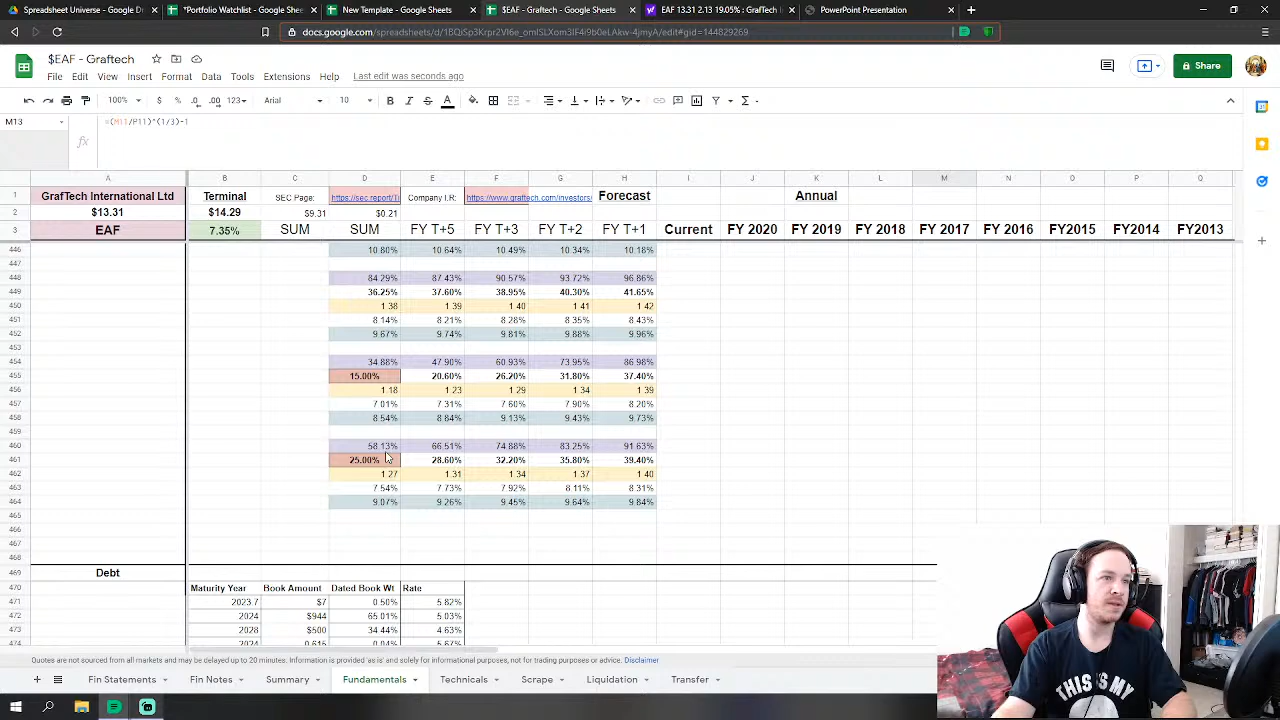 Spreadsheet Universe - Google Dr
*Portfolio Watchlist - Google Shee
New Template - Google Sheets
$EAF - Graftech - Google Sheets
EAF 13.31 2.13 19.05% : GrafTech I
PowerPoint Presentation
$EAF - Graftech
File Edit View Insert Format Data Tools Extensions Help Last edit was seconds ago
Share
100% $ % .0 .00 123 Arial 10 B I S A
M13
fx =(M11/P11)^(1/3)-1
A B C D E F G H I J K L M N O P Q
1 GrafTech International Ltd Terminal SEC Page: https://sec.report/Ti Company I.R: https://www.graftech.com/investors/ Forecast Annual
2 $13.31 $14.29 $9.31 $0.21
3 EAF 7.35% SUM SUM FY T+5 FY T+3 FY T+2 FY T+1 Current FY 2020 FY 2019 FY 2018 FY 2017 FY 2016 FY2015 FY2014 FY2013
446 10.80% 10.64% 10.49% 10.34% 10.18%
447
448 84.29% 87.43% 90.57% 93.72% 96.86%
449 36.25% 37.60% 38.95% 40.30% 41.65%
450 1.38 1.39 1.40 1.41 1.42
451 8.14% 8.21% 8.28% 8.35% 8.43%
452 9.67% 9.74% 9.81% 9.88% 9.96%
453
454 34.88% 47.90% 60.93% 73.95% 86.98%
455 15.00% 20.60% 26.20% 31.80% 37.40%
456 1.18 1.23 1.29 1.34 1.39
457 7.01% 7.31% 7.60% 7.90% 8.20%
458 8.54% 8.84% 9.13% 9.43% 9.73%
459
460 58.13% 66.51% 74.88% 83.25% 91.63%
461 25.00% 28.60% 32.20% 35.80% 39.40%
462 1.27 1.31 1.34 1.37 1.40
463 7.54% 7.73% 7.92% 8.11% 8.31%
464 9.07% 9.26% 9.45% 9.64% 9.84%
465
466
467
468
469 Debt
470 Maturity Year Book Amount Dated Book Wt Rate
471 2023.7 $7 0.50% 5.82%
472 2024 $944 65.01% 5.03%
473 2028 $500 34.44% 4.63%
474 2024 0.615 0.04% 5.67%
Quotes are not sourced from all markets and may be delayed up to 20 minutes. Information is provided 'as is' and solely for informational purposes, not for trading purposes or advice. Disclaimer
Fin Statements Fin Notes Summary Fundamentals Technicals Scrape Liquidation Transfer
THIS IS MY